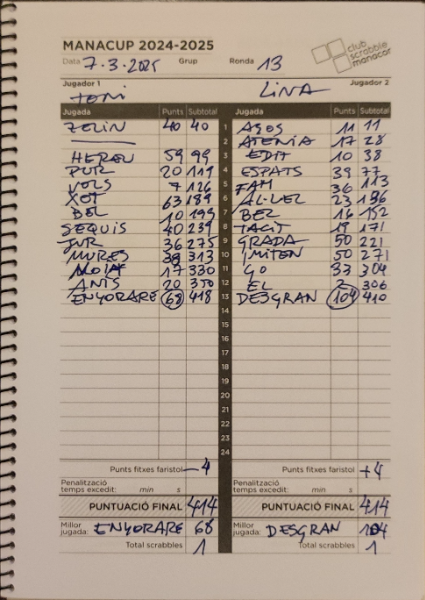 MANACUP 2024-2025
club scrabble manacor
Data 7-3-2025 Grup Ronda 13
Jugador 1 Jugador 2
TONI LINA
Jugada Punts Subtotal Jugada Punts Subtotal
ZELIN 40 40 1 AGOS 11 11
2 ATENIA 17 28
HEREU 59 99 3 EDIT 10 38
PUR 20 119 4 ESPATS 39 77
VOLS 7 126 5 FAM 36 113
XOT 63 189 6 AL·LEL 23 136
BEL 10 199 7 BEC 16 152
SEQUIS 40 239 8 TACIT 19 171
JUR 36 275 9 GRADA 50 221
MURES 38 313 10 IMITEN 50 271
17 330 11 GO 33 304
ANIS 20 350 12 EL 2 306
ENYORARE 68 418 13 DESGRAN 104 410
14
15
16
17
18
19
20
21
22
23
24
Punts fitxes faristol -4 Punts fitxes faristol +4
Penalització temps excedit: min s Penalització temps excedit: min s
PUNTUACIÓ FINAL 414 PUNTUACIÓ FINAL 414
Millor jugada: ENYORARE 68 Millor jugada: DESGRAN 104
Total scrabbles 1 Total scrabbles 1